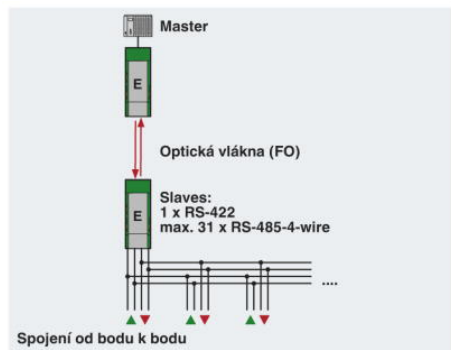 Master
E
Optická vlákna (FO)
E
Slaves:
1 x RS-422
max. 31 x RS-485-4-wire
....
Spojení od bodu k bodu